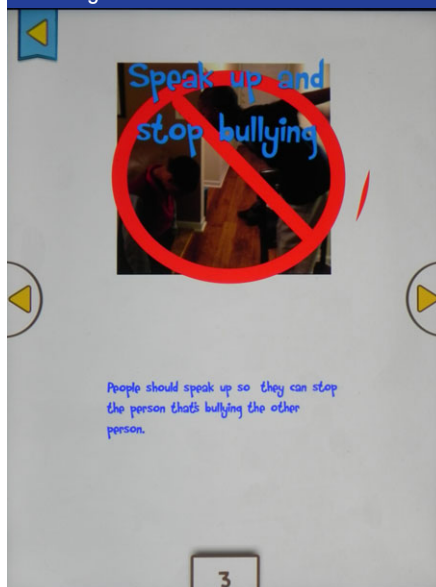 Speak up and
stop bullying
People should speak up so they can stop
the person that's bullying the other
person.
3